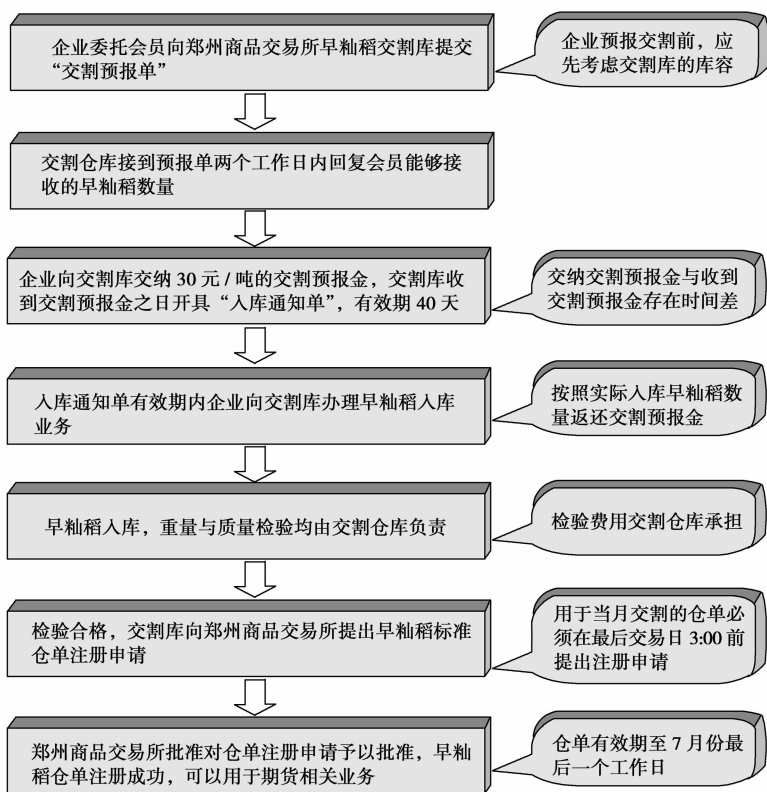 企业委托会员向郑州商品交易所早籼稻交割库提交
“交割预报单”
企业预报交割前，应
先考虑交割库的库容
交割仓库接到预报单两个工作日内回复会员能够接
收的早籼稻数量
企业向交割库交纳 30 元 / 吨的交割预报金，交割库收
到交割预报金之日开具“入库通知单”，有效期 40 天
交纳交割预报金与收到
交割预报金存在时间差
入库通知单有效期内企业向交割库办理早籼稻入库
业务
按照实际入库早籼稻数
量返还交割预报金
早籼稻入库，重量与质量检验均由交割仓库负责
检验费用交割仓库承担
检验合格，交割库向郑州商品交易所提出早籼稻标准
仓单注册申请
用于当月交割的仓单必
须在最后交易日 3:00 前
提出注册申请
郑州商品交易所批准对仓单注册申请予以批准，早籼
稻仓单注册成功，可以用于期货相关业务
仓单有效期至 7 月份最
后一个工作日